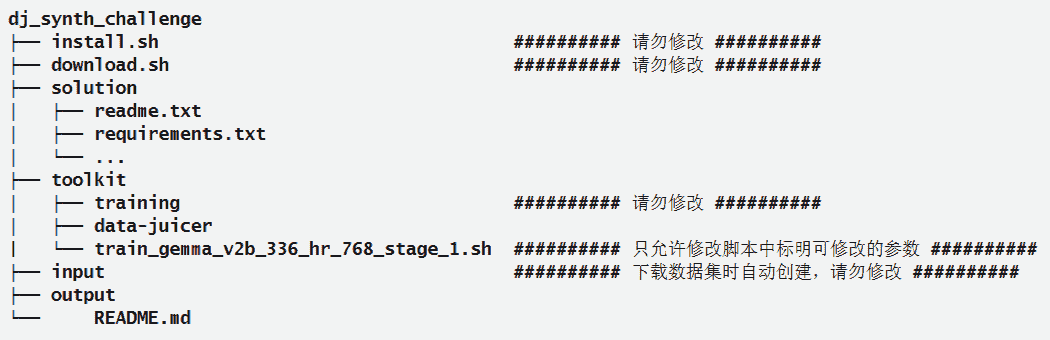 dj_synth_challenge
├── install.sh ########## 请勿修改 ##########
├── download.sh ########## 请勿修改 ##########
├── solution
│   ├── readme.txt
│   ├── requirements.txt
│   └── ...
├── toolkit
│   ├── training ########## 请勿修改 ##########
│   ├── data-juicer
│   └── train_gemma_v2b_336_hr_768_stage_1.sh ########## 只允许修改脚本中标明可修改的参数 ##########
├── input ########## 下载数据集时自动创建，请勿修改 ##########
├── output
└──     README.md